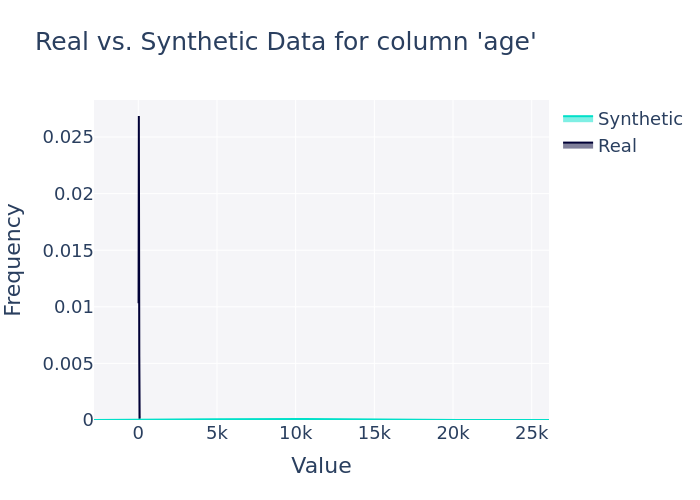 Real vs. Synthetic Data for column 'age'
Synthetic
Real
Frequency
0.025
0.02
0.015
0.01
0.005
0
0 5k 10k 15k 20k 25k
Value